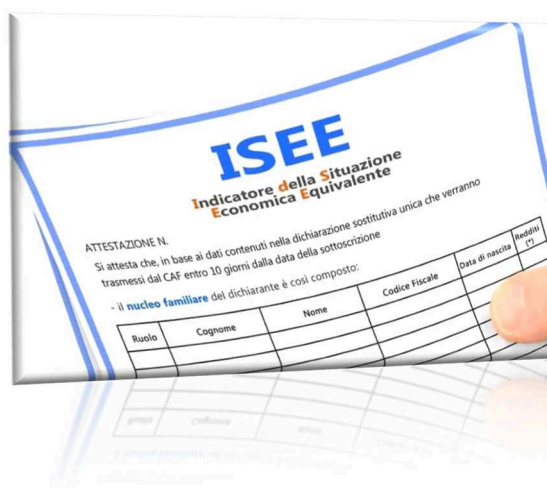 ISEE
Indicatore della Situazione
Economica Equivalente
ATTESTAZIONE N.
Si attesta che, in base ai dati contenuti nella dichiarazione sostitutiva unica che verranno
trasmessi dal CAF entro 10 giorni dalla data della sottoscrizione
- il nucleo familiare del dichiarante è così composto:
Ruolo Cognome Nome Codice Fiscale Data di nascita Redditi (*)